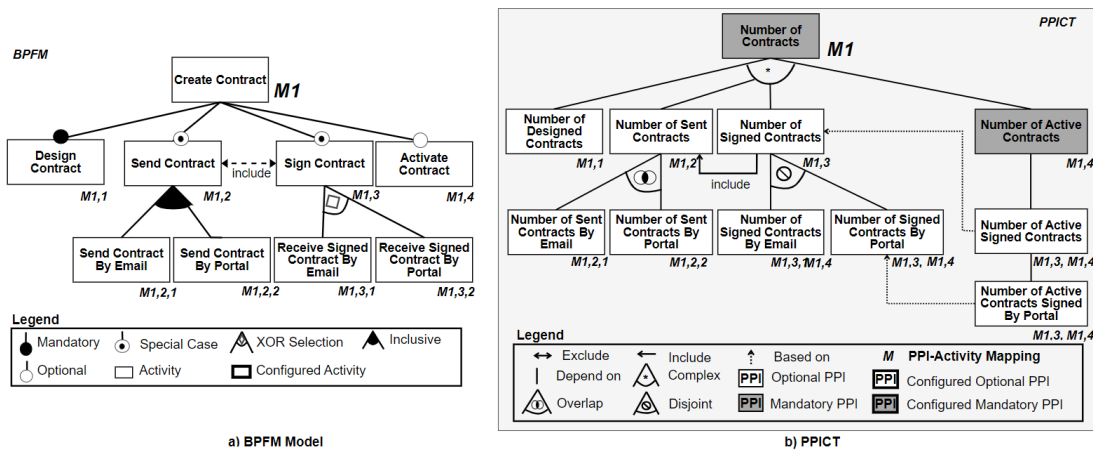 BPFM
Create Contract
M1
Design
Contract
M1,1
Send Contract
M1,2
include
Sign Contract
M1,3
Activate
Contract
M1,4
Send Contract
By Email
M1,2,1
Send Contract
By Portal
M1,2,2
Receive Signed
Contract By
Email
M1,3,1
Receive Signed
Contract By
Portal
M1,3,2
Legend
Mandatory
Special Case
XOR Selection
Inclusive
Optional
Activity
Configured Activity
a) BPFM Model
PPICT
Number of
Contracts
M1
*
Number of
Designed
Contracts
M1,1
Number of Sent
Contracts
M1,2
include
Number of
Signed Contracts
M1,3
Number of Active
Contracts
M1,4
Number of Sent
Contracts By
Email
M1,2,1
Number of Sent
Contracts By
Portal
M1,2,2
Number of
Signed Contracts
By Email
M1,3,1 M1,4
Number of Signed
Contracts By
Portal
M1,3, M1,4
Number of Active
Signed Contracts
M1,3, M1,4
Number of Active
Contracts Signed
By Portal
M1.3, M1,4
Legend
Exclude
Include
Based on
M PPI-Activity Mapping
Depend on
* Complex
PPI Optional PPI
PPI Configured Optional PPI
Overlap
Disjoint
PPI Mandatory PPI
PPI Configured Mandatory PPI
b) PPICT